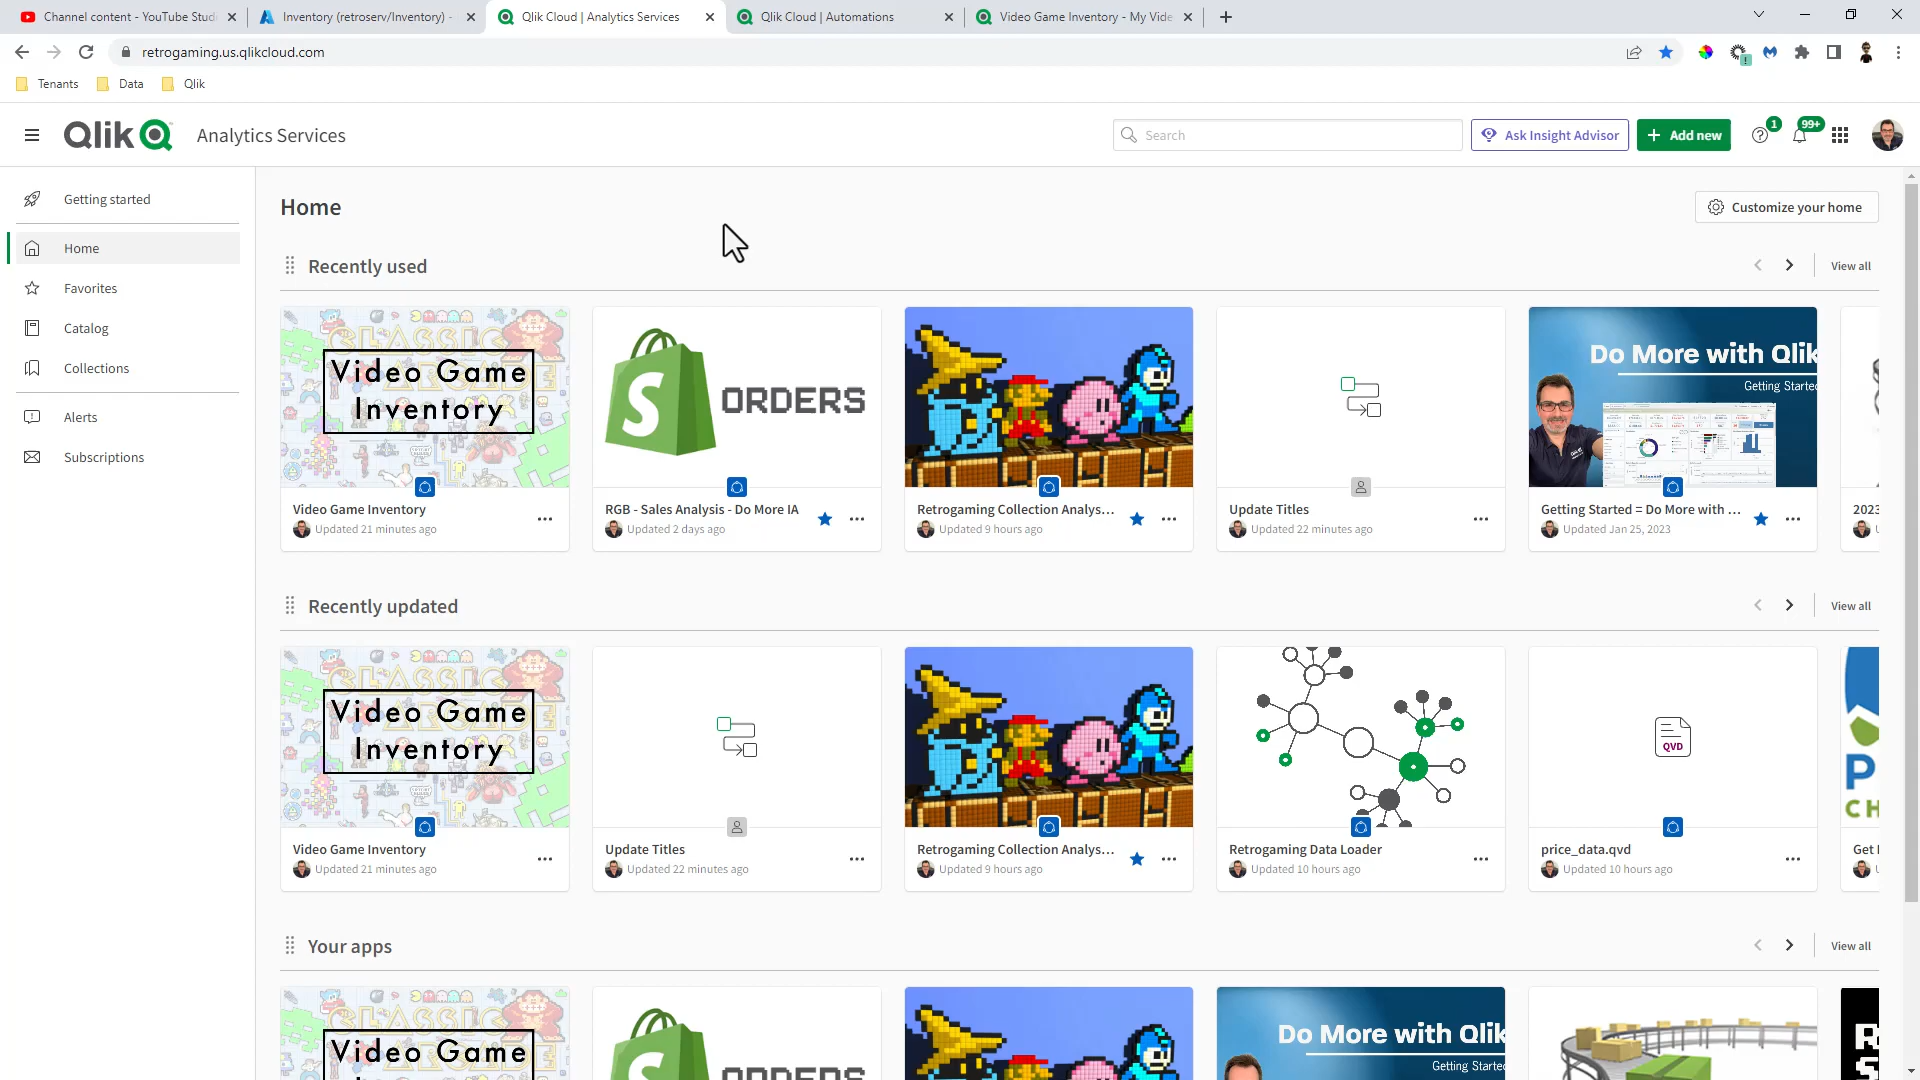 Channel content - YouTube Studi
Inventory (retroserv/Inventory) -
Qlik Cloud | Analytics Services
Qlik Cloud | Automations
Video Game Inventory - My Vide
retrogaming.us.qlikcloud.com
Tenants
Data
Qlik
Qlik
Analytics Services
Search
Ask Insight Advisor
Add new
1
99+
Getting started
Home
Favorites
Catalog
Collections
Alerts
Subscriptions
Home
Customize your home
Recently used
View all
CLASSIC
Video Game
Inventory
ORDERS
Do More with Qlik
Getting Started
Video Game Inventory
Updated 21 minutes ago
RGB - Sales Analysis - Do More IA
Updated 2 days ago
Retrogaming Collection Analys...
Updated 9 hours ago
Update Titles
Updated 22 minutes ago
Getting Started = Do More with ...
Updated Jan 25, 2023
2023
Recently updated
View all
CLASSIC
Video Game
Inventory
QVD
P
CH
Video Game Inventory
Updated 21 minutes ago
Update Titles
Updated 22 minutes ago
Retrogaming Collection Analys...
Updated 9 hours ago
Retrogaming Data Loader
Updated 10 hours ago
price_data.qvd
Updated 10 hours ago
Get
Your apps
View all
CLASSIC
Video Game
ORDERS
Do More with Qlik
Getting Started